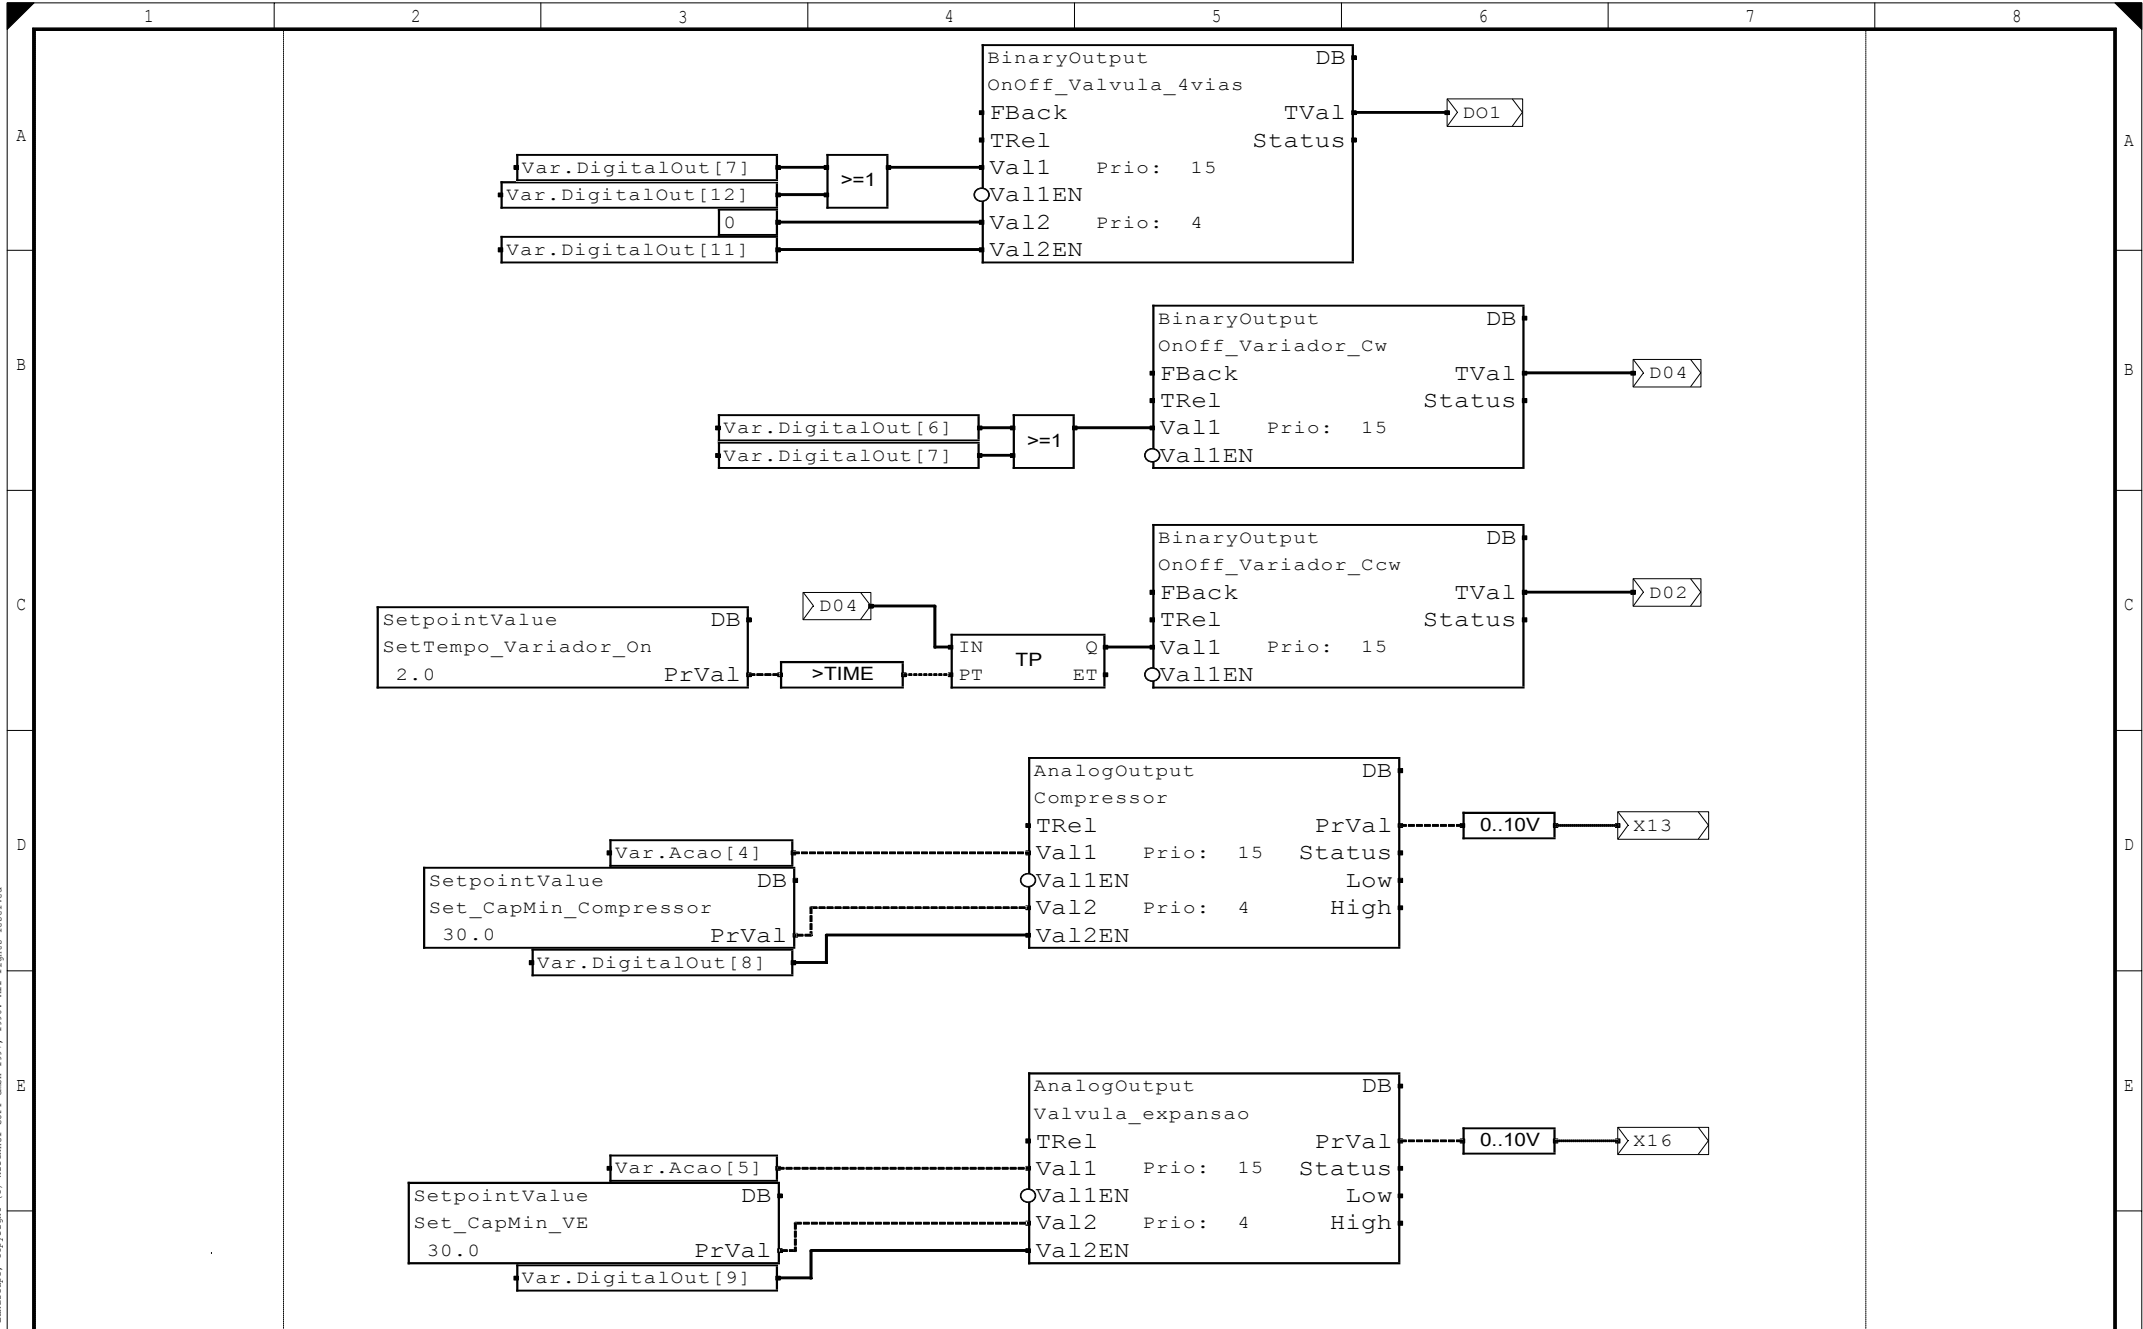 1 2 3 4 5 6 7 8
A A
BinaryOutput DB
OnOff_Valvula_4vias
FBack TVal
DO1
TRel Status
Var.DigitalOut[7]
Var.DigitalOut[12]
>=1
Val1 Prio: 15
Val1EN
0
Val2 Prio: 4
Var.DigitalOut[11]
Val2EN
B B
BinaryOutput DB
OnOff_Variador_Cw
FBack TVal
D04
TRel Status
Var.DigitalOut[6]
Var.DigitalOut[7]
>=1
Val1 Prio: 15
Val1EN
C C
BinaryOutput DB
OnOff_Variador_Ccw
FBack TVal
D02
TRel Status
Val1 Prio: 15
Val1EN
D04
SetpointValue DB
SetTempo_Variador_On
2.0 PrVal
>TIME
IN Q
TP
PT ET
D D
AnalogOutput DB
Compressor
TRel PrVal
0..10V
X13
Var.Acao[4]
Val1 Prio: 15 Status
Val1EN Low
Val2 Prio: 4 High
Val2EN
SetpointValue DB
Set_CapMin_Compressor
30.0 PrVal
Var.DigitalOut[8]
E E
AnalogOutput DB
Valvula_expansao
TRel PrVal
0..10V
X16
Var.Acao[5]
Val1 Prio: 15 Status
Val1EN Low
Val2 Prio: 4 High
Val2EN
SetpointValue DB
Set_CapMin_VE
30.0 PrVal
Var.DigitalOut[9]